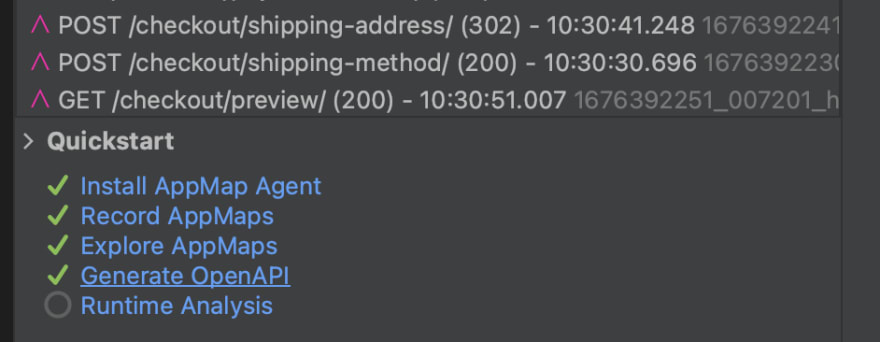 POST /checkout/shipping-address/ (302) - 10:30:41.248 1676392241
POST /checkout/shipping-method/ (200) - 10:30:30.696 1676392230
GET /checkout/preview/ (200) - 10:30:51.007 1676392251_007201_h
Quickstart
Install AppMap Agent
Record AppMaps
Explore AppMaps
Generate OpenAPI
Runtime Analysis